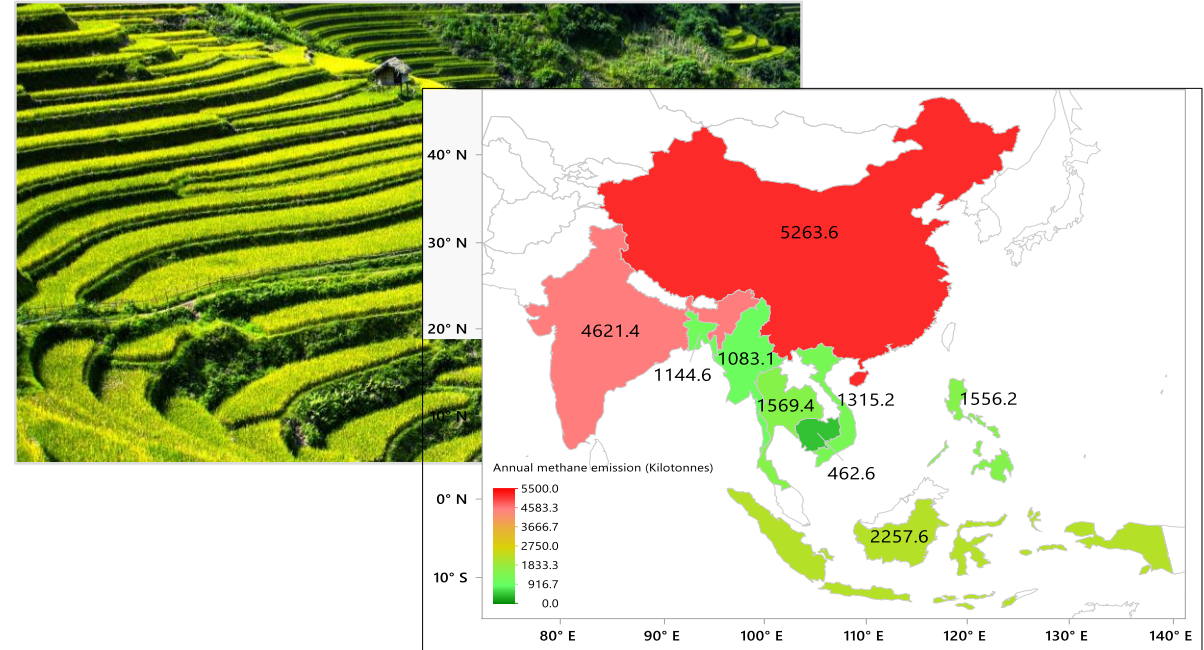 40° N
30° N
20° N
10° N
0° N
10° S
5263.6
4621.4
1083.1
1144.6
1569.4
1315.2
1556.2
462.6
2257.6
Annual methane emission (Kilotonnes)
5500.0
4583.3
3666.7
2750.0
1833.3
916.7
0.0
80° E
90° E
100° E
110° E
120° E
130° E
140° E